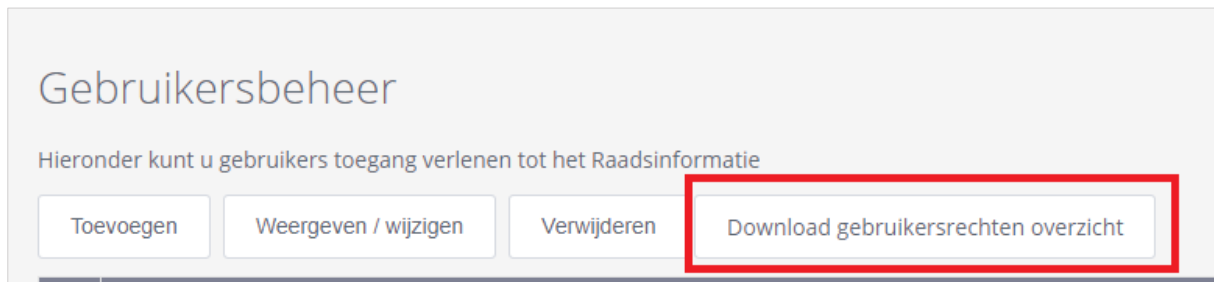 Gebruikersbeheer
Hieronder kunt u gebruikers toegang verlenen tot het Raadsinformatie
Toevoegen Weergeven / wijzigen Verwijderen Download gebruikersrechten overzicht